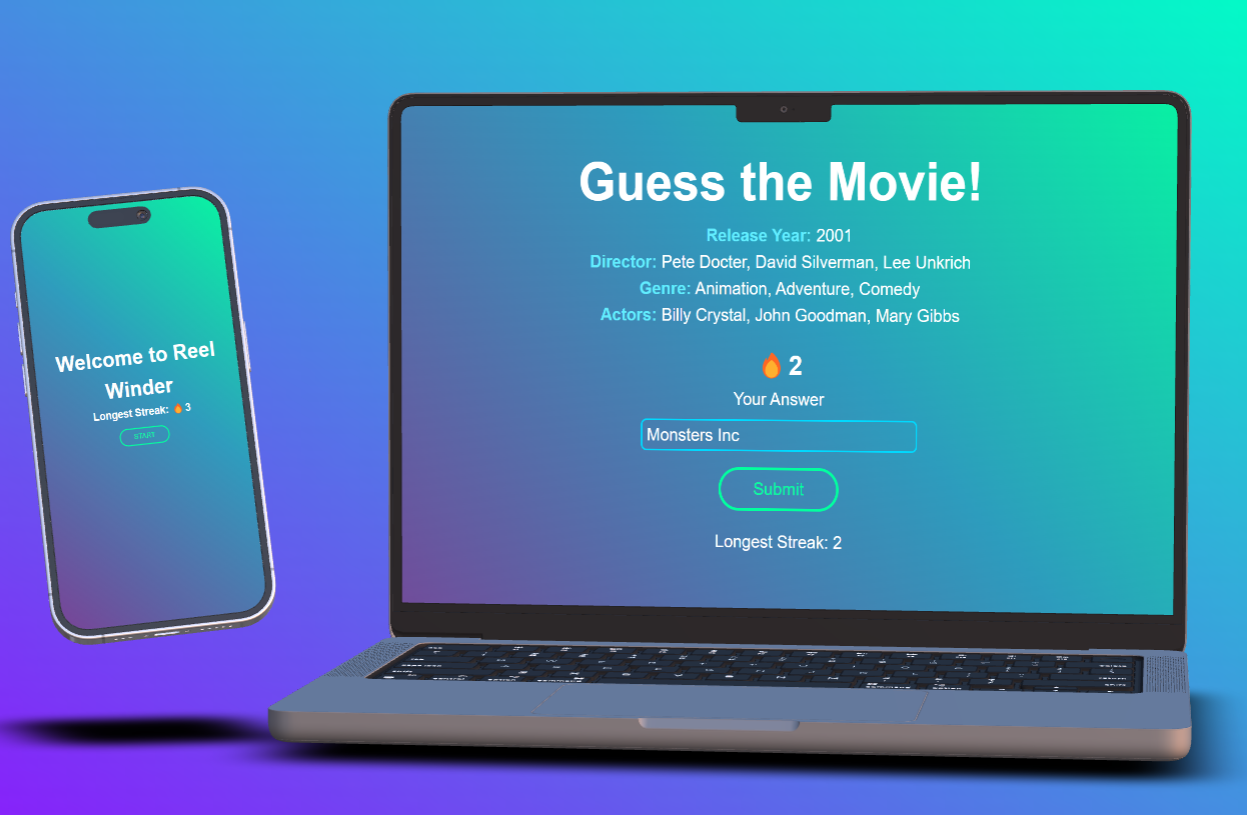 Welcome to Reel
Winder
Longest Streak: 🔥 3
START
Guess the Movie!
Release Year: 2001
Director: Pete Docter, David Silverman, Lee Unkrich
Genre: Animation, Adventure, Comedy
Actors: Billy Crystal, John Goodman, Mary Gibbs
🔥 2
Your Answer
Monsters Inc
Submit
Longest Streak: 2